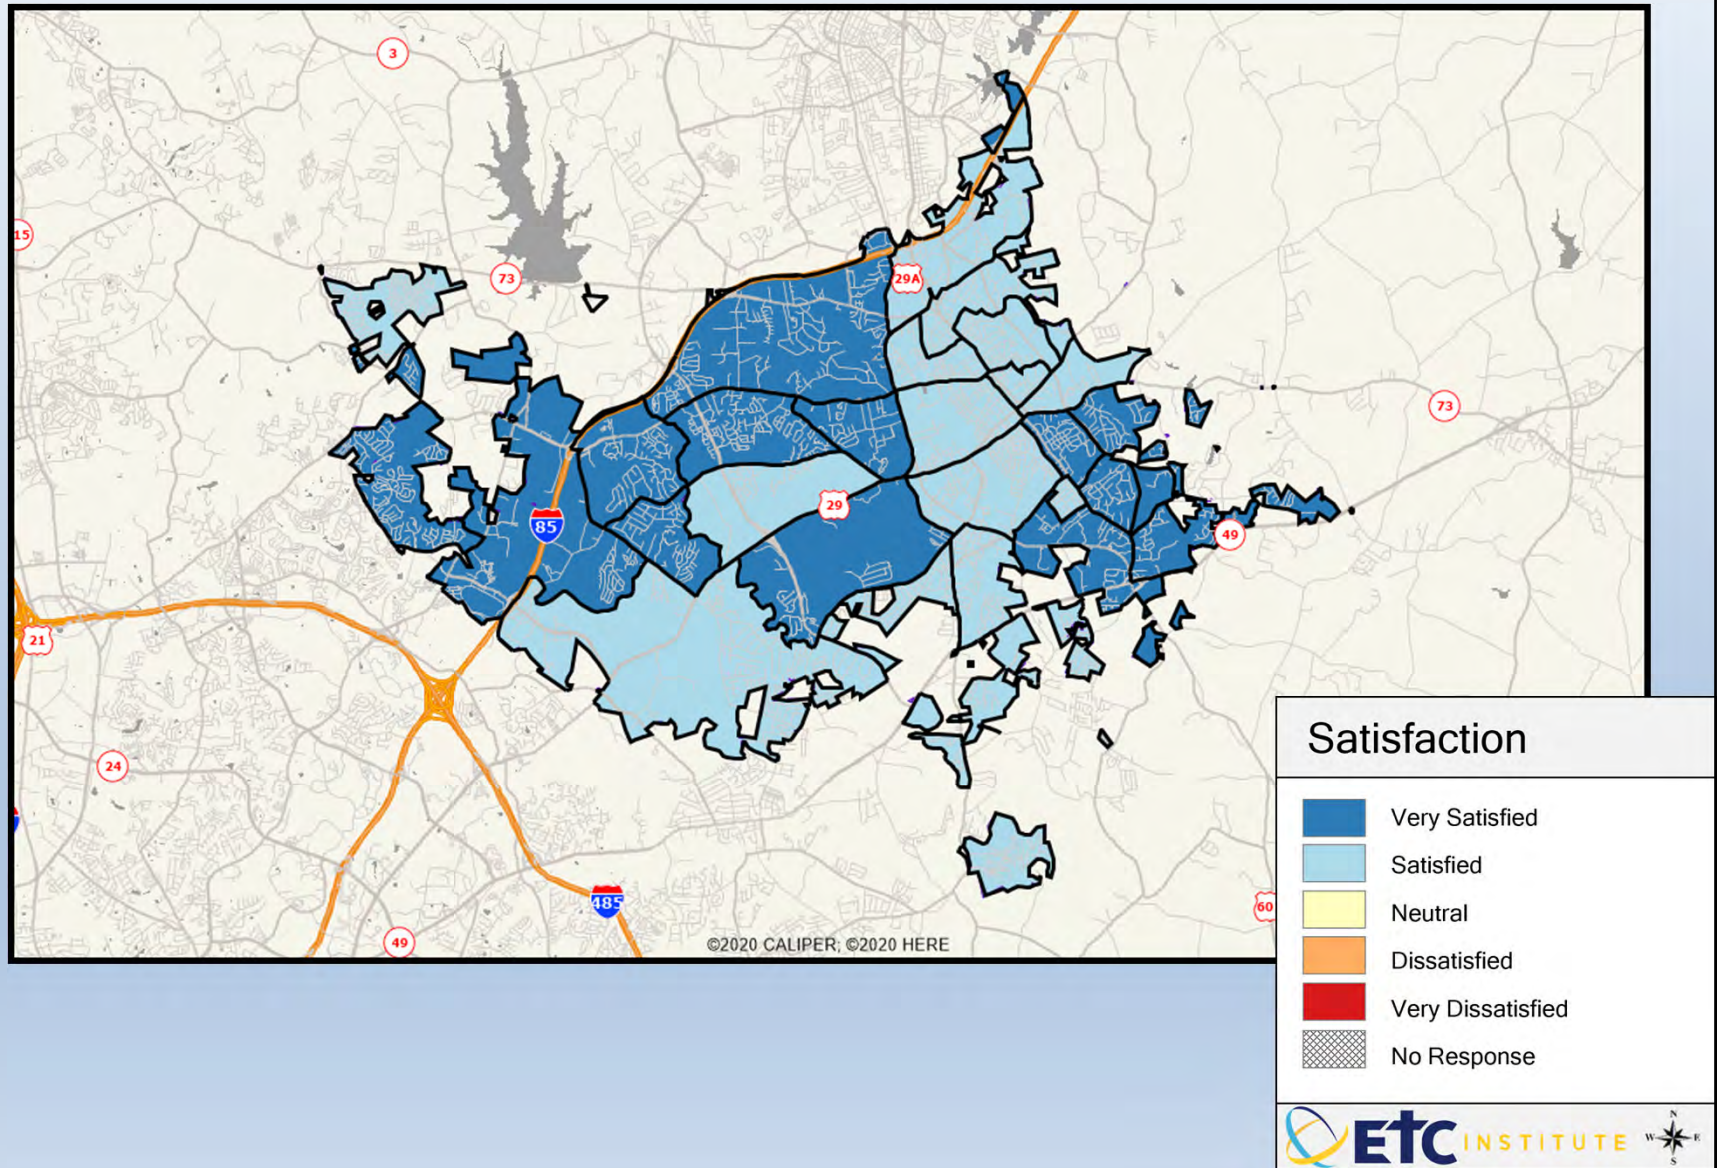 3
15
73
29A
73
29
85
49
21
24
485
60
49
©2020 CALIPER; ©2020 HERE
Satisfaction
Very Satisfied
Satisfied
Neutral
Dissatisfied
Very Dissatisfied
No Response
ETC INSTITUTE
N
W E
S